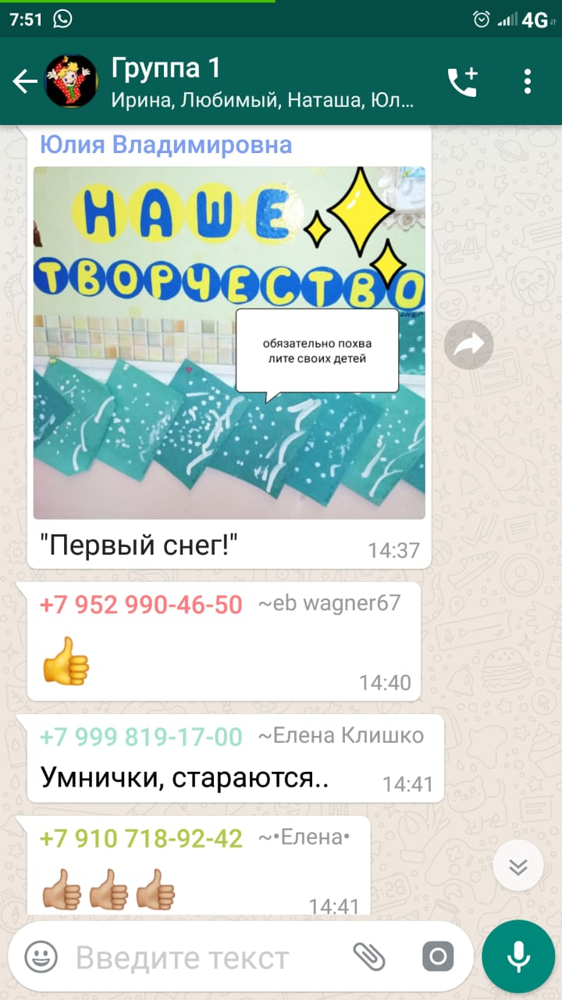 7:51
4G
Группа 1
Ирина, Любимый, Наташа, Юл...
Юлия Владимировна
НАШЕ
ТВОРЧЕСТВО
обязательно похва
лите своих детей
"Первый снег!"
14:37
+7 952 990-46-50 ~eb wagner67
14:40
+7 999 819-17-00 ~Елена Клишко
Умнички, стараются..
14:41
+7 910 718-92-42 ~•Елена•
14:41
Введите текст